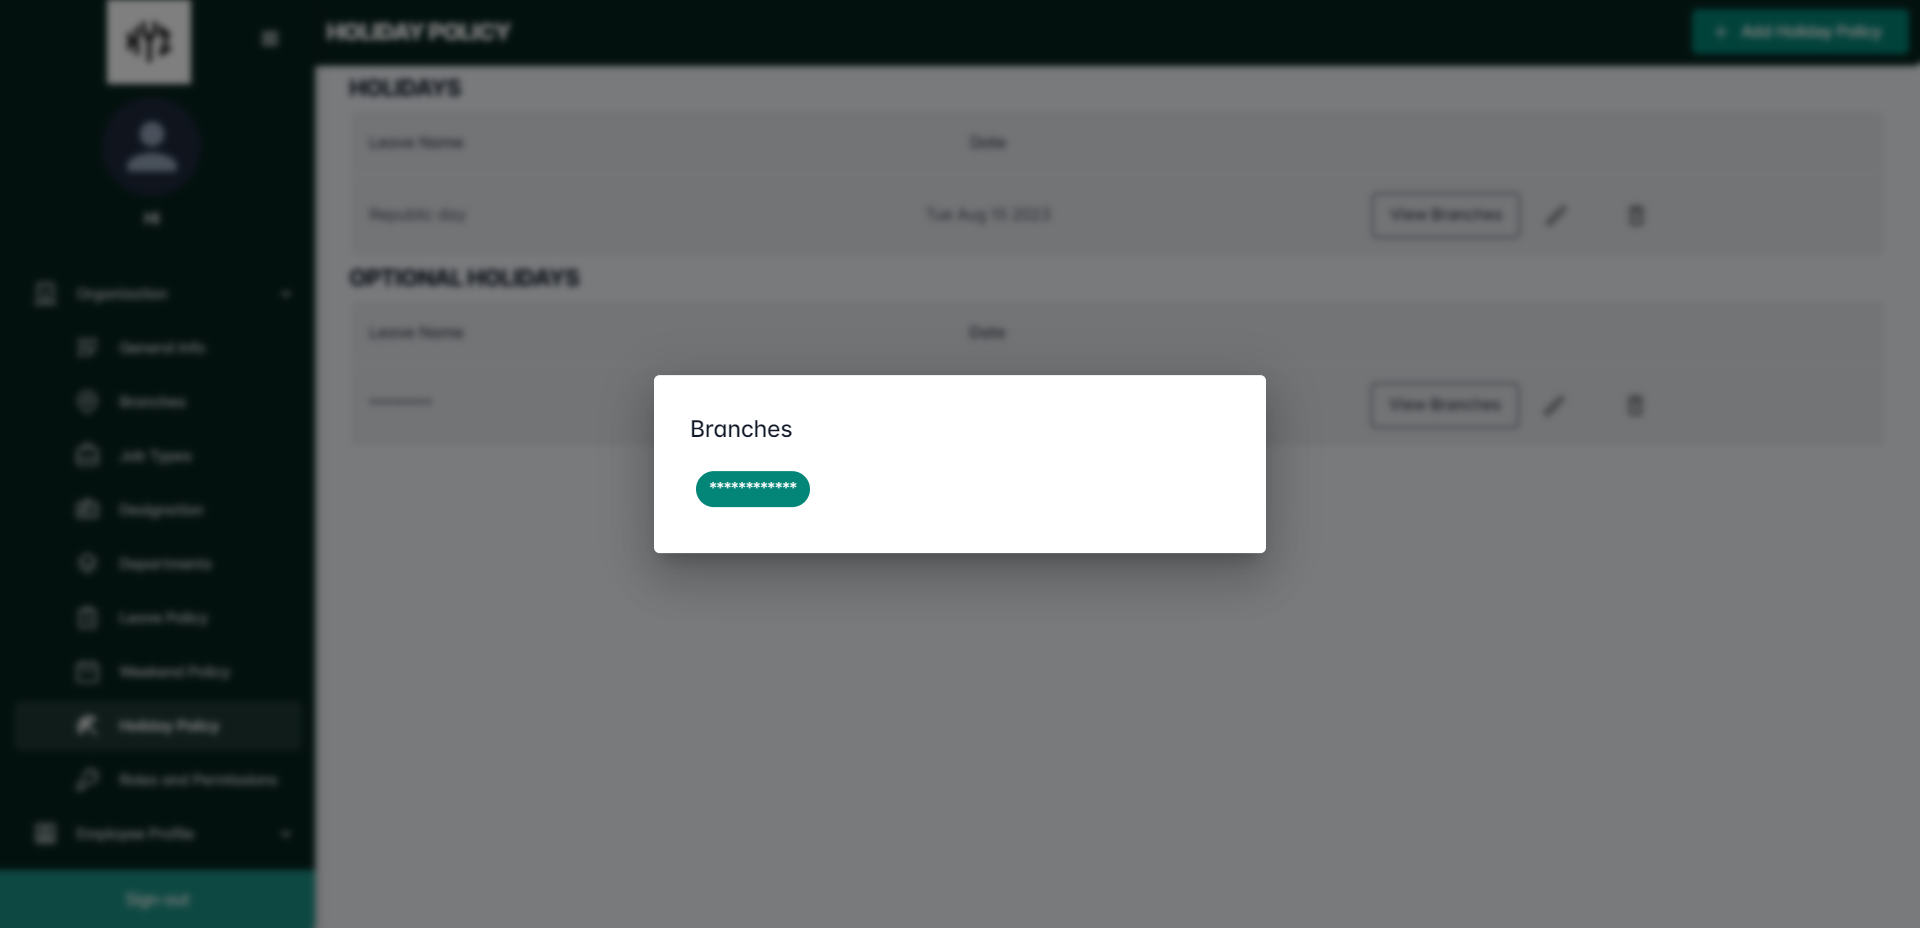 HOLIDAY POLICY
+ Add Holiday Policy
Hi
Organization
General Info
Branches
Job Types
Designation
Departments
Leave Policy
Weekend Policy
Holiday Policy
Roles and Permissions
Employee Profile
Sign out
HOLIDAYS
Leave Name Date
Republic day Tue Aug 15 2023 View Branches
OPTIONAL HOLIDAYS
Leave Name Date
View Branches
Branches
************